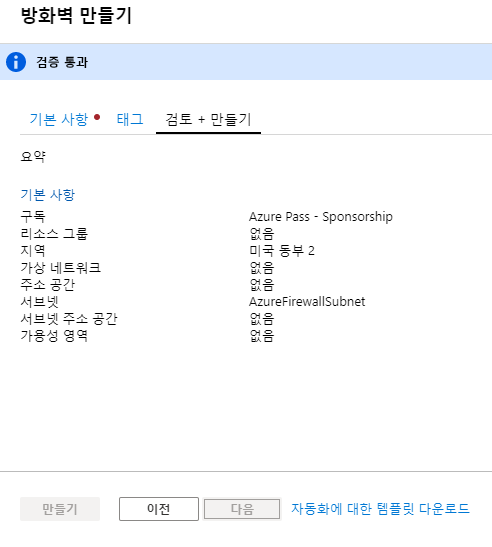 방화벽 만들기
검증 통과
기본 사항 태그 검토 + 만들기
요약
기본 사항
구독 Azure Pass - Sponsorship
리소스 그룹 없음
지역 미국 동부 2
가상 네트워크 없음
주소 공간 없음
서브넷 AzureFirewallSubnet
서브넷 주소 공간 없음
가용성 영역 없음
만들기 이전 다음 자동화에 대한 템플릿 다운로드